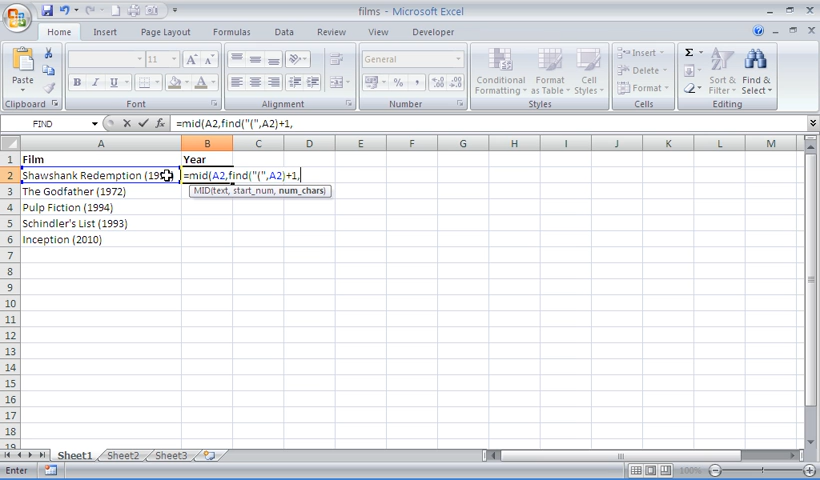 films - Microsoft Excel
Home Insert Page Layout Formulas Data Review View Developer
Paste
11 A A
B I U
General
% ,
Conditional Formatting
Format as Table
Cell Styles
Insert
Delete
Format
Σ
Sort & Filter
Find & Select
Clipboard Font Alignment Number Styles Cells Editing
FIND =mid(A2,find("(",A2)+1,
A B C D E F G H I J K L M
1 Film Year
2 Shawshank Redemption (19 =mid(A2,find("(",A2)+1,
MID(text, start_num, num_chars)
3 The Godfather (1972)
4 Pulp Fiction (1994)
5 Schindler's List (1993)
6 Inception (2010)
7
8
9
10
11
12
13
14
15
16
17
18
19
Sheet1 Sheet2 Sheet3
Enter 100%